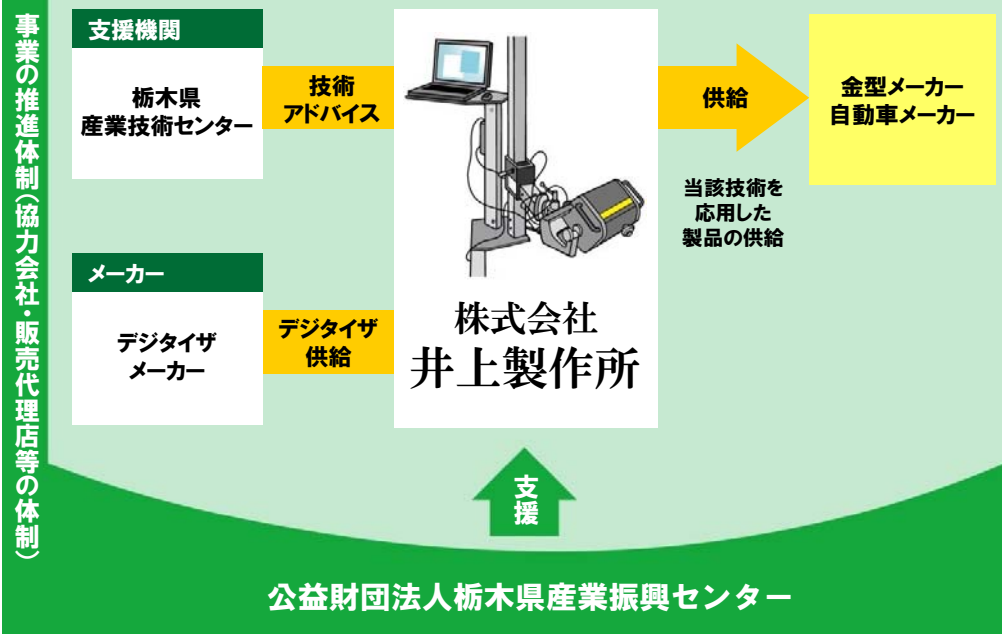 事業の推進体制（協力会社・販売代理店等の体制）
支援機関
栃木県
産業技術センター
技術
アドバイス
メーカー
デジタイザ
メーカー
デジタイザ
供給
株式会社
井上製作所
供給
当該技術を
応用した
製品の供給
金型メーカー
自動車メーカー
支援
公益財団法人栃木県産業振興センター